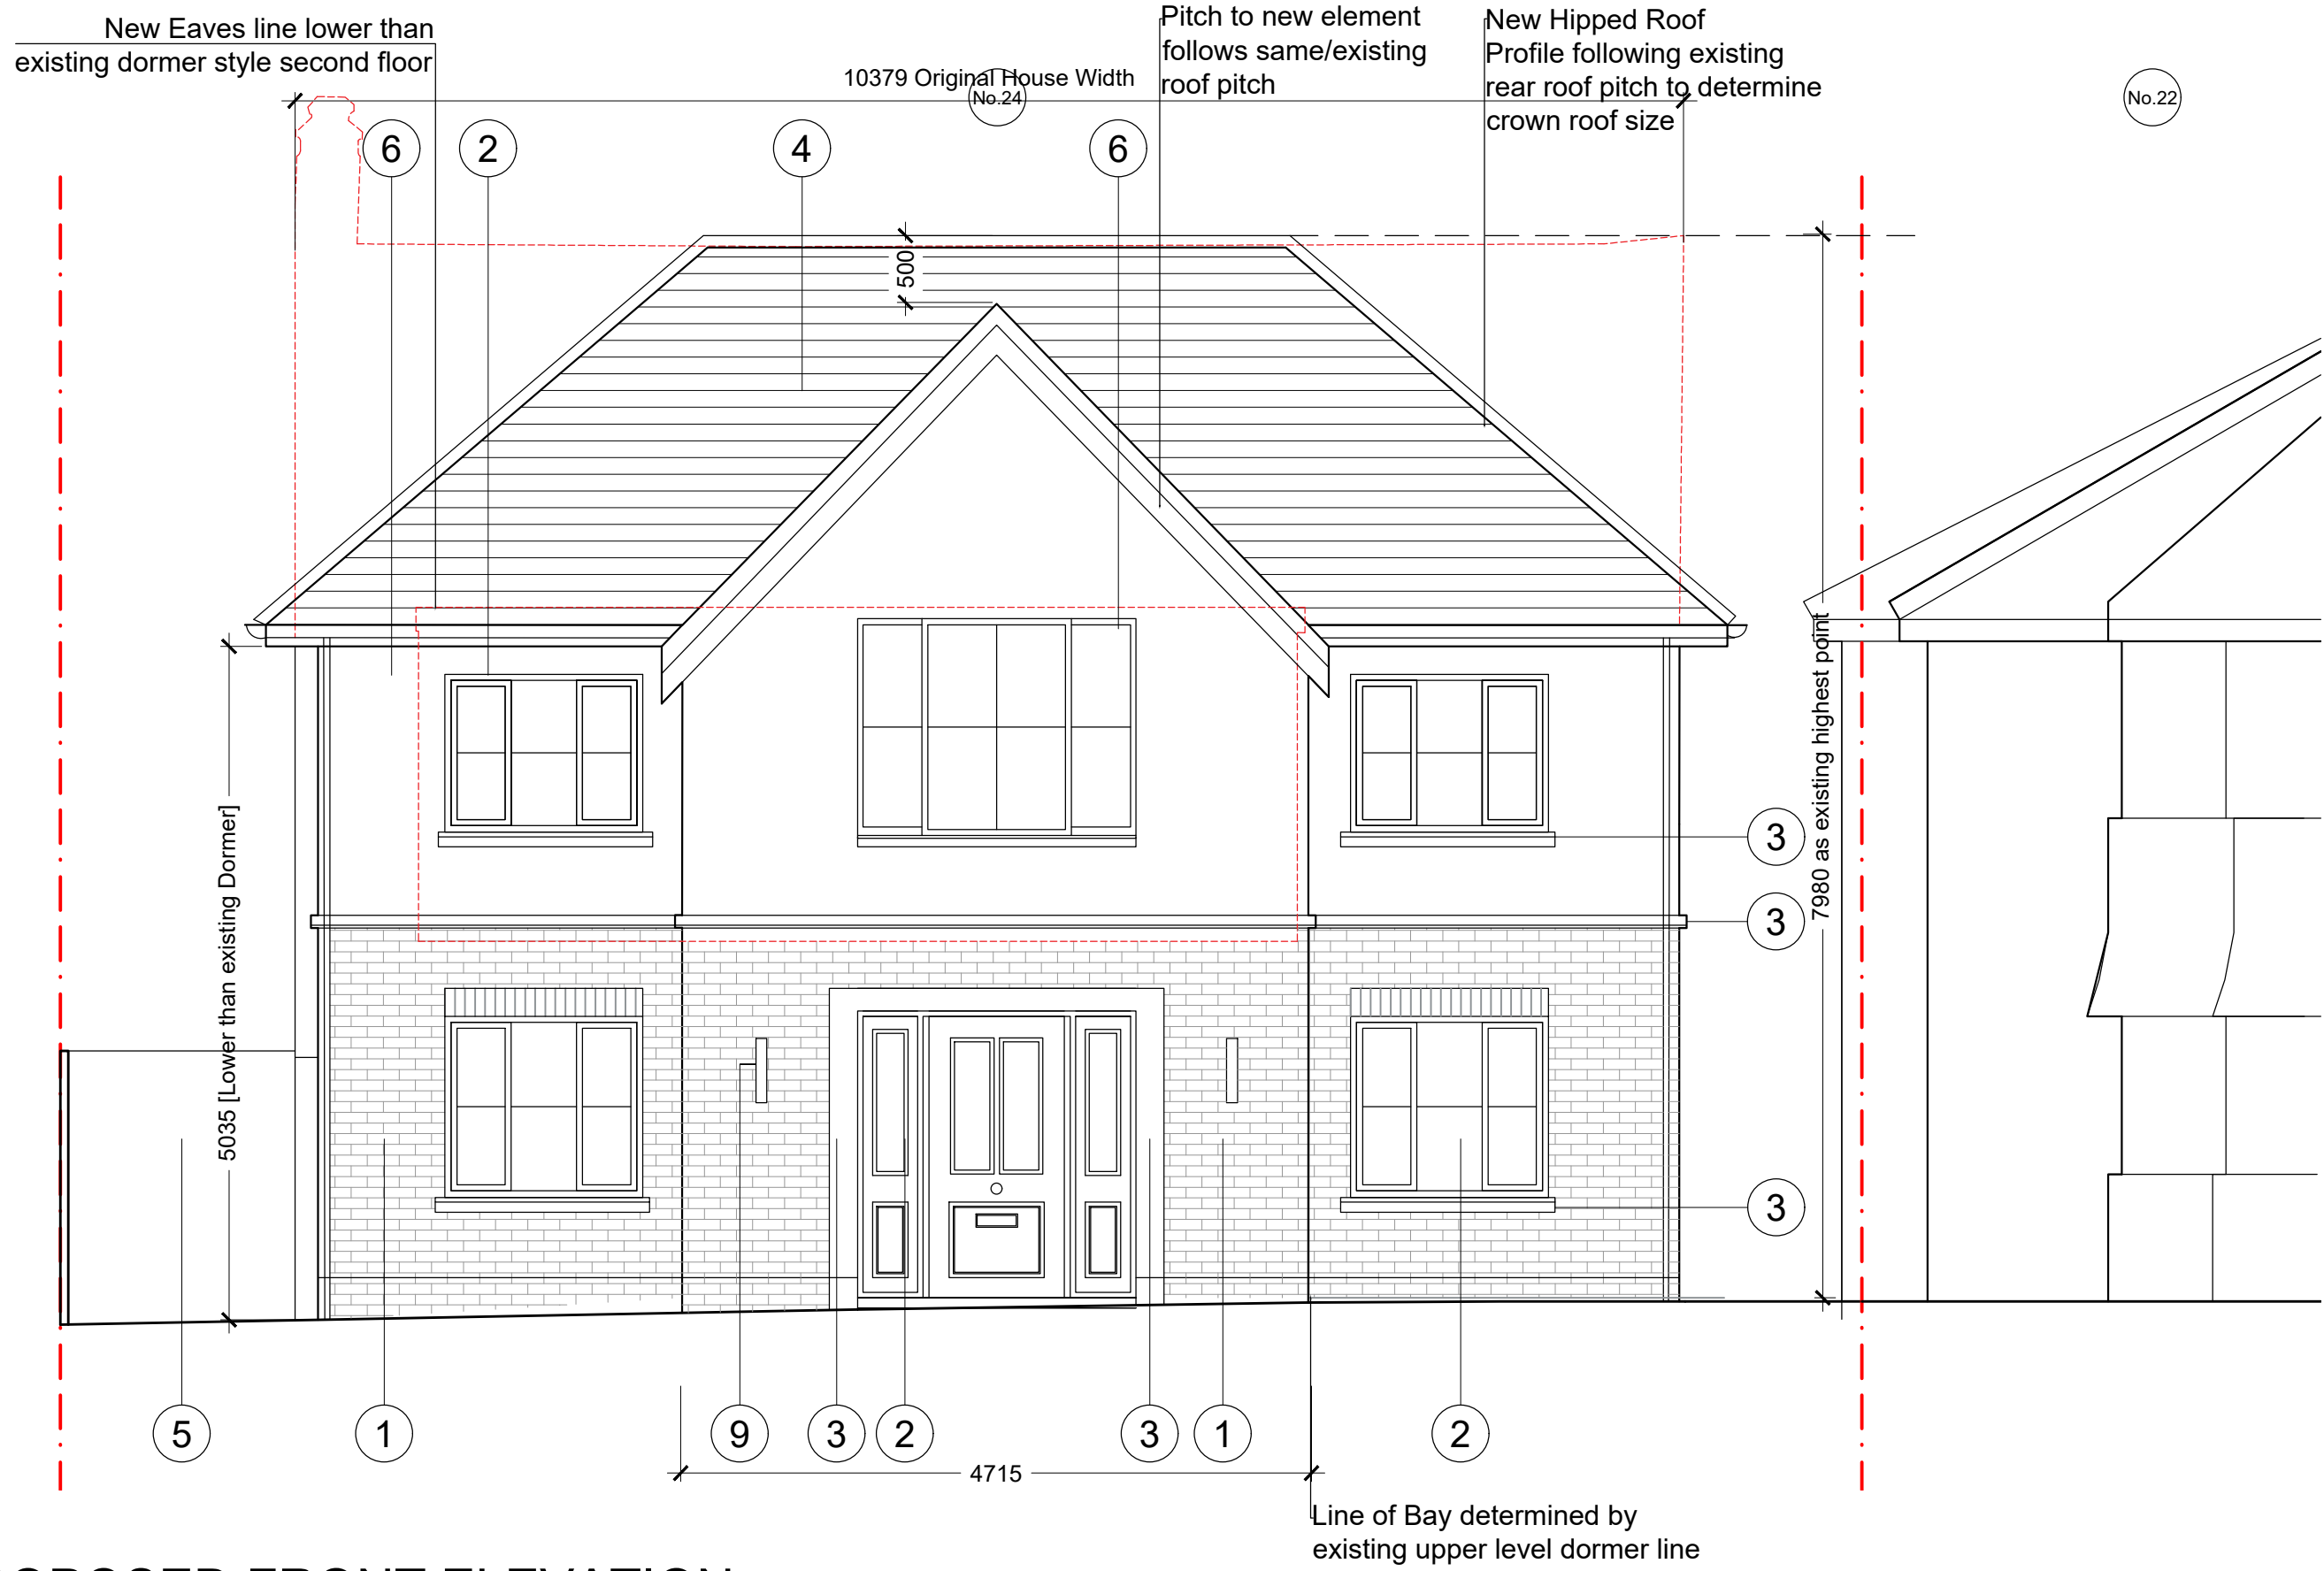 New Eaves line lower than
existing dormer style second floor
10379 Original House Width
No.24
Pitch to new element
follows same/existing
roof pitch
New Hipped Roof
Profile following existing
rear roof pitch to determine
crown roof size
No.22
6
2
4
6
500
5035 [Lower than existing Dormer]
7980 as existing highest point
3
3
3
5
1
9
3
2
3
1
2
4715
Line of Bay determined by
existing upper level dormer line
FRONT ELEVATION